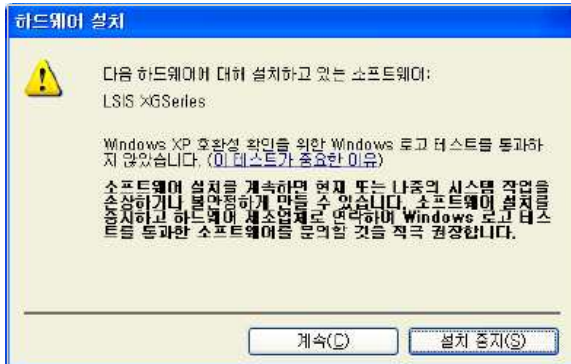 하드웨어 설치
다음 하드웨어에 대해 설치하고 있는 소프트웨어:
LSIS XGSeries
Windows XP 호환성 확인을 위한 Windows 로고 테스트를 통과하
지 않았습니다. (이 테스트가 중요한 이유)
소프트웨어 설치를 계속하면 현재 또는 나중의 시스템 작업을
손상하거나 불안정하게 만들 수 있습니다. 소프트웨어 설치를
중지하고 하드웨어 제조업체로 연락하여 Windows 로고 테스
트를 통과한 소프트웨어를 문의할 것을 적극 권장합니다.
계속(C)
설치 중지(S)